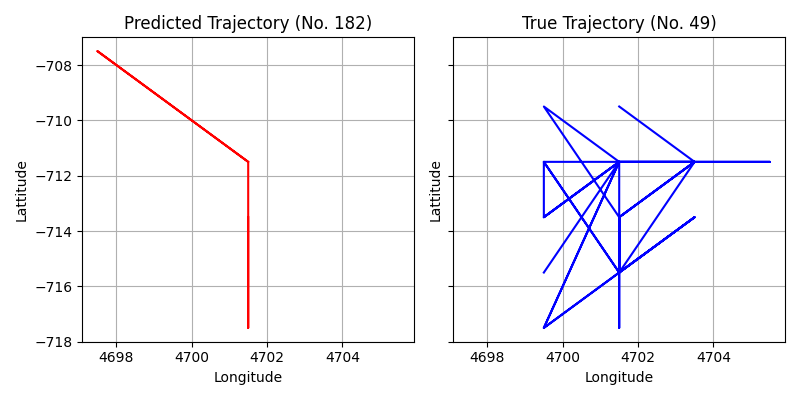 Predicted Trajectory (No. 182)
True Trajectory (No. 49)
Lattitude
−708
−710
−712
−714
−716
−718
4698
4700
4702
4704
Longitude
Lattitude
4698
4700
4702
4704
Longitude